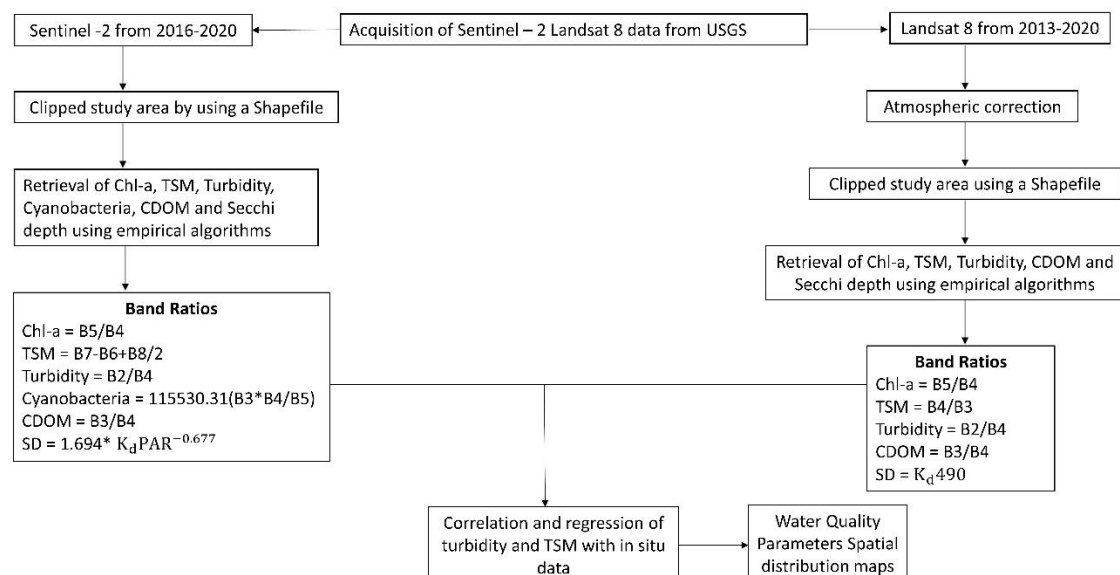 Sentinel -2 from 2016-2020
Acquisition of Sentinel – 2 Landsat 8 data from USGS
Landsat 8 from 2013-2020
Clipped study area by using a Shapefile
Atmospheric correction
Retrieval of Chl-a, TSM, Turbidity,
Cyanobacteria, CDOM and Secchi
depth using empirical algorithms
Clipped study area using a Shapefile
Retrieval of Chl-a, TSM, Turbidity, CDOM and
Secchi depth using empirical algorithms
Band Ratios
Chl-a = B5/B4
TSM = B7-B6+B8/2
Turbidity = B2/B4
Cyanobacteria = 115530.31(B3*B4/B5)
CDOM = B3/B4
SD = 1.694* K_dPAR^−0.677
Band Ratios
Chl-a = B5/B4
TSM = B4/B3
Turbidity = B2/B4
CDOM = B3/B4
SD = K_d490
Correlation and regression of
turbidity and TSM with in situ
data
Water Quality
Parameters Spatial
distribution maps